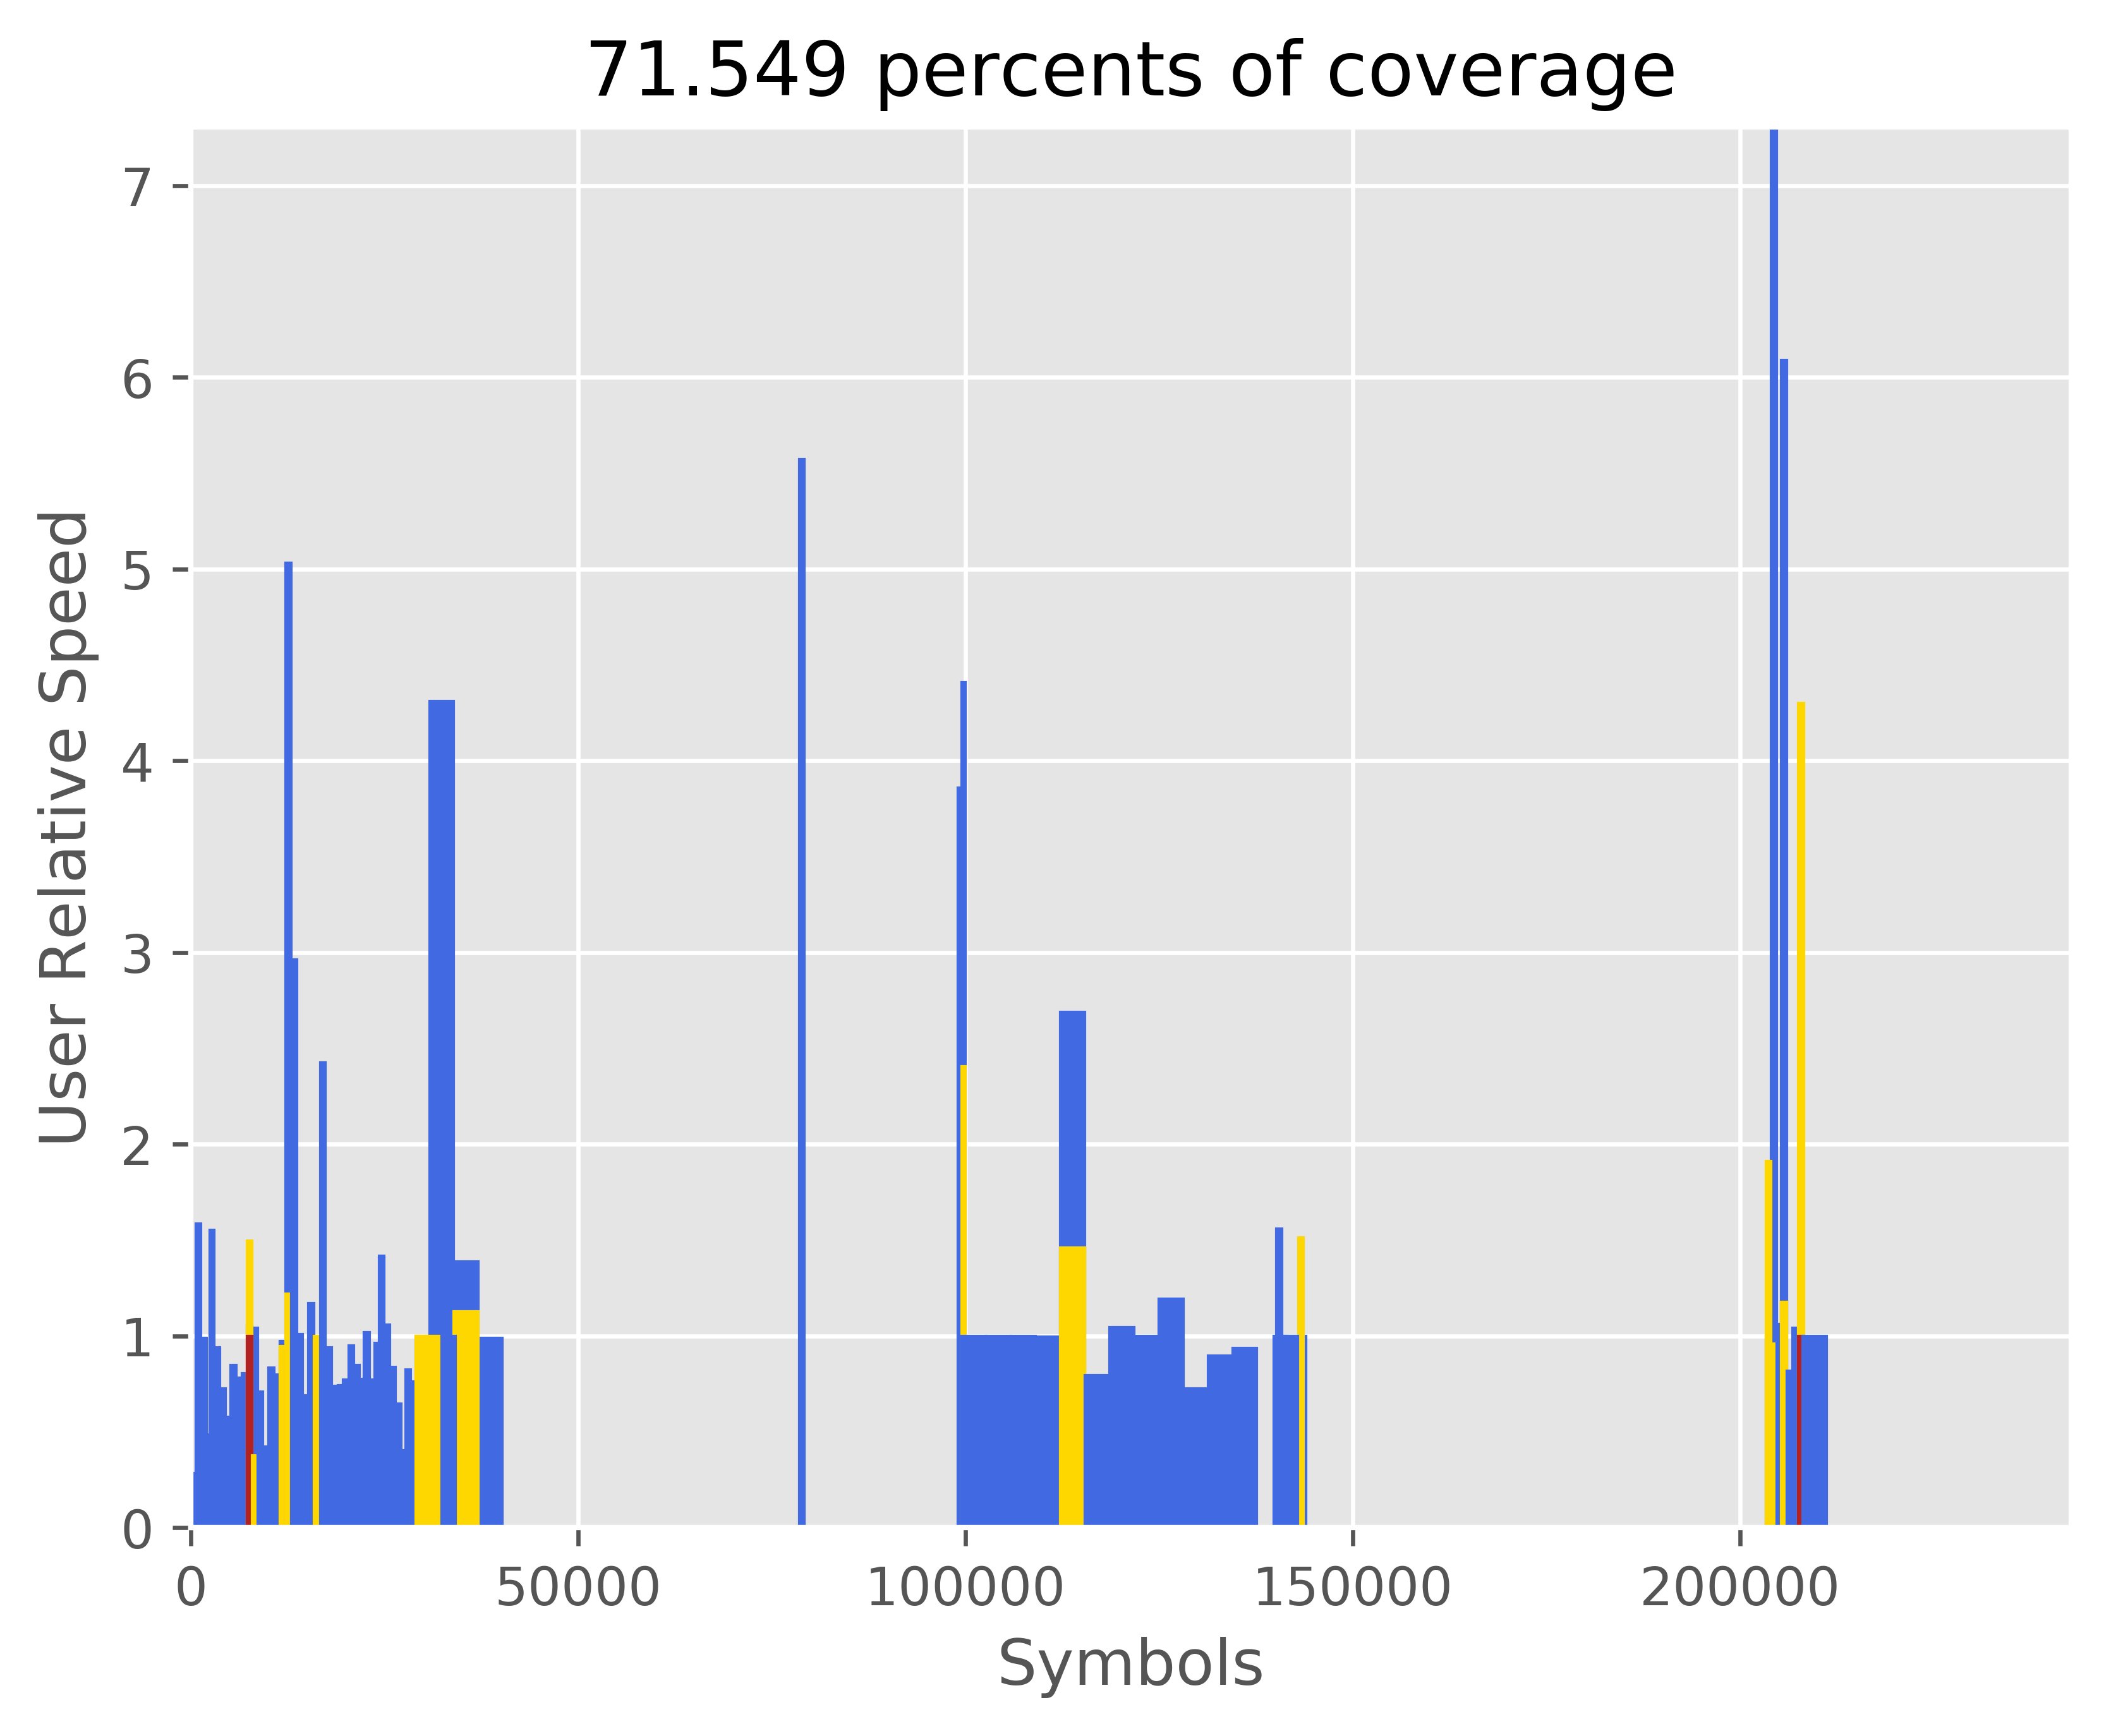 71.549 percents of coverage
7
6
5
4
3
2
1
0
User Relative Speed
0 50000 100000 150000 200000
Symbols